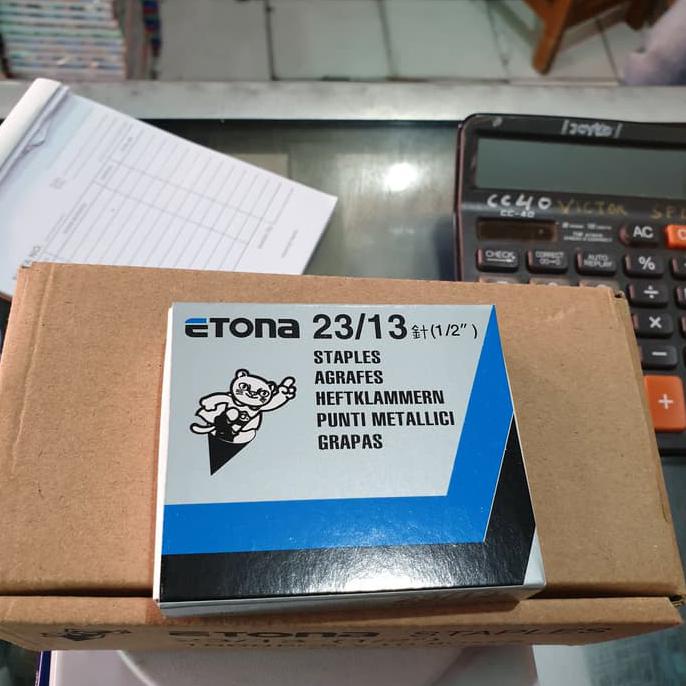 CC40 VICTOR
CC-40
AC
CHECK
CORRECT
AUTO
REPLAY
%
÷
×
−
+
ETONA 23/13 針(1/2")
STAPLES
AGRAFES
HEFTKLAMMERN
PUNTI METALLICI
GRAPAS
ETONA STAPLES